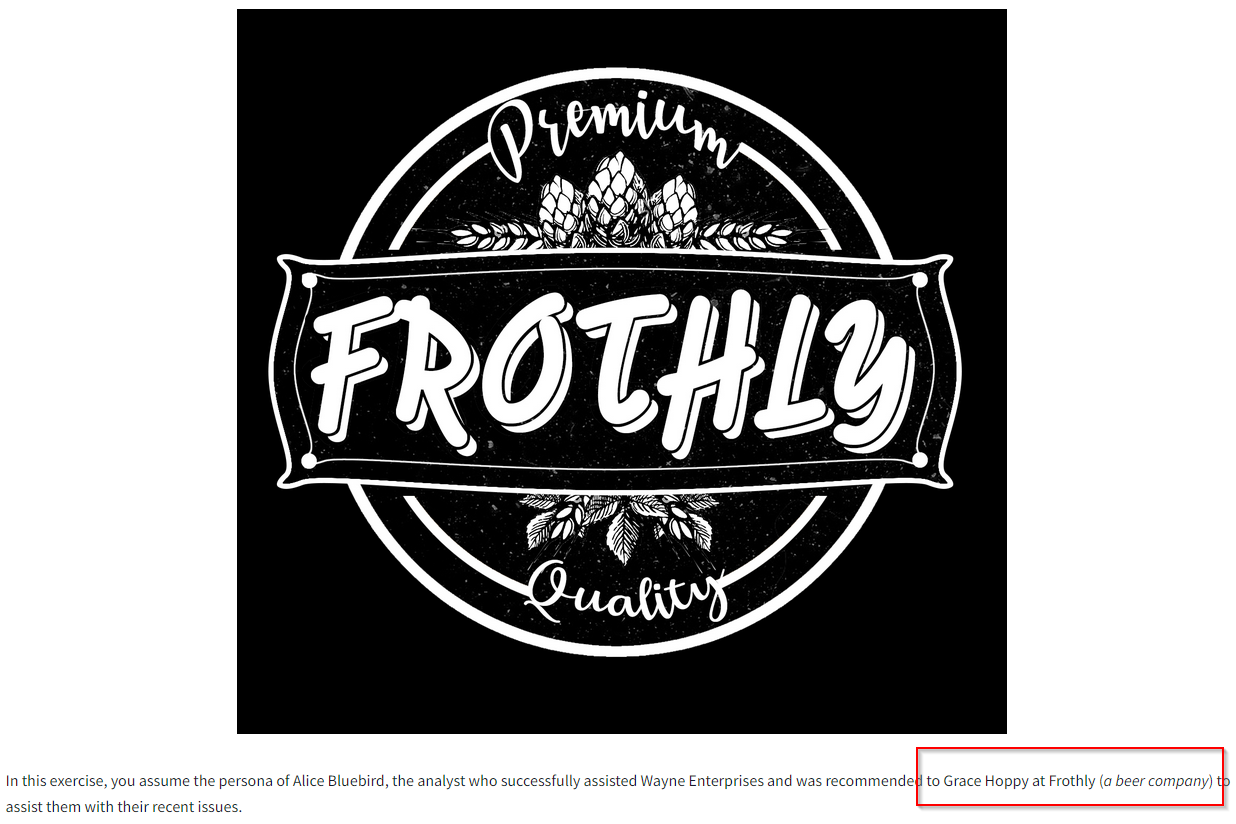 Premium
FROTHLY
Quality
In this exercise, you assume the persona of Alice Bluebird, the analyst who successfully assisted Wayne Enterprises and was recommended to Grace Hoppy at Frothly (a beer company) to
assist them with their recent issues.